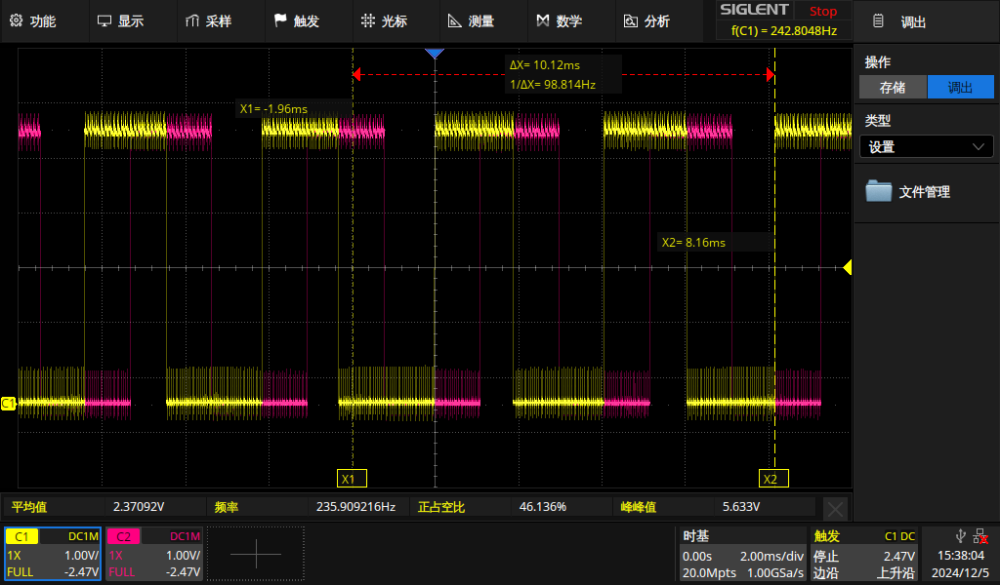 功能 显示 采样 触发 光标 测量 数学 分析
SIGLENT Stop
f(C1) = 242.8048Hz
调出
操作
存储 调出
类型
设置
文件管理
ΔX= 10.12ms
1/ΔX= 98.814Hz
X1= -1.96ms
X2= 8.16ms
C1
X1 X2
平均值 2.37092V 频率 235.909216Hz 正占空比 46.136% 峰峰值 5.633V
C1 DC1M
1X 1.00V/
FULL -2.47V
C2 DC1M
1X 1.00V/
FULL -2.47V
时基
0.00s 2.00ms/div
20.0Mpts 1.00GSa/s
触发 C1 DC
停止 2.47V
边沿 上升沿
15:38:04
2024/12/5